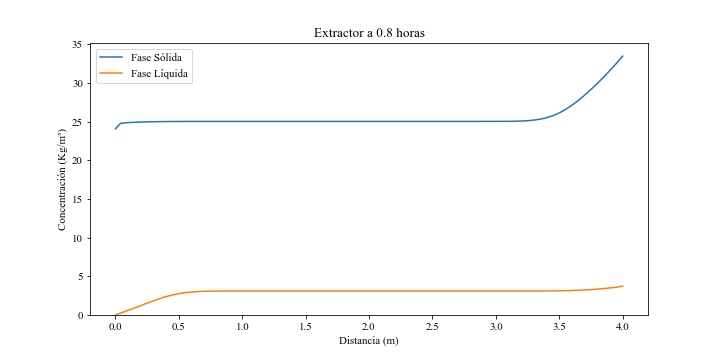 Extractor a 0.8 horas
Fase Sólida
Fase Líquida
Concentración (Kg/m³)
35
30
25
20
15
10
5
0
0.0 0.5 1.0 1.5 2.0 2.5 3.0 3.5 4.0
Distancia (m)